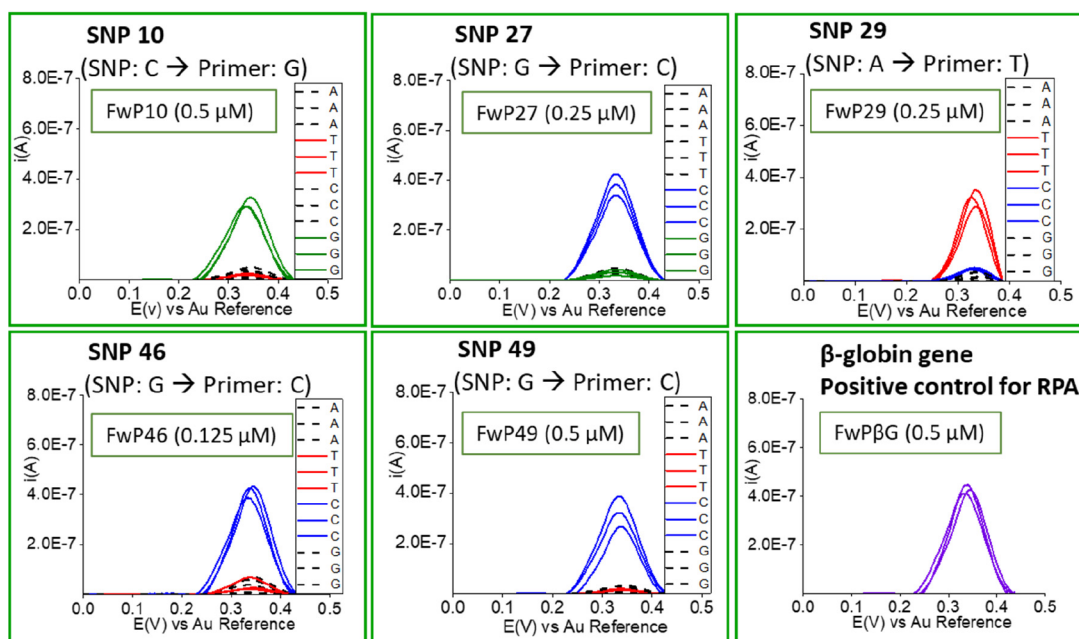 SNP 10
(SNP: C → Primer: G)
8.0E-7
6.0E-7
4.0E-7
2.0E-7
i(A)
FwP10 (0.5 µM)
A
A
A
T
T
T
C
C
C
G
G
G
0.0 0.1 0.2 0.3 0.4 0.5
E(v) vs Au Reference
SNP 27
(SNP: G → Primer: C)
8.0E-7
6.0E-7
4.0E-7
2.0E-7
i(A)
FwP27 (0.25 µM)
A
A
A
T
T
T
C
C
C
G
G
G
0.0 0.1 0.2 0.3 0.4 0.5
E(V) vs Au Reference
SNP 29
(SNP: A → Primer: T)
8.0E-7
6.0E-7
4.0E-7
2.0E-7
i(A)
FwP29 (0.25 µM)
A
A
A
T
T
T
C
C
C
G
G
G
0.0 0.1 0.2 0.3 0.4 0.5
E(V) vs Au Reference
SNP 46
(SNP: G → Primer: C)
8.0E-7
6.0E-7
4.0E-7
2.0E-7
i(A)
FwP46 (0.125 µM)
A
A
A
T
T
T
C
C
C
G
G
G
0.0 0.1 0.2 0.3 0.4 0.5
E(V) vs Au Reference
SNP 49
(SNP: G → Primer: C)
8.0E-7
6.0E-7
4.0E-7
2.0E-7
i(A)
FwP49 (0.5 µM)
A
A
A
T
T
T
C
C
C
G
G
G
0.0 0.1 0.2 0.3 0.4 0.5
E(V) vs Au Reference
β-globin gene
Positive control for RPA
8.0E-7
6.0E-7
4.0E-7
2.0E-7
i(A)
FwPβG (0.5 µM)
0.0 0.1 0.2 0.3 0.4 0.5
E(V) vs Au Reference